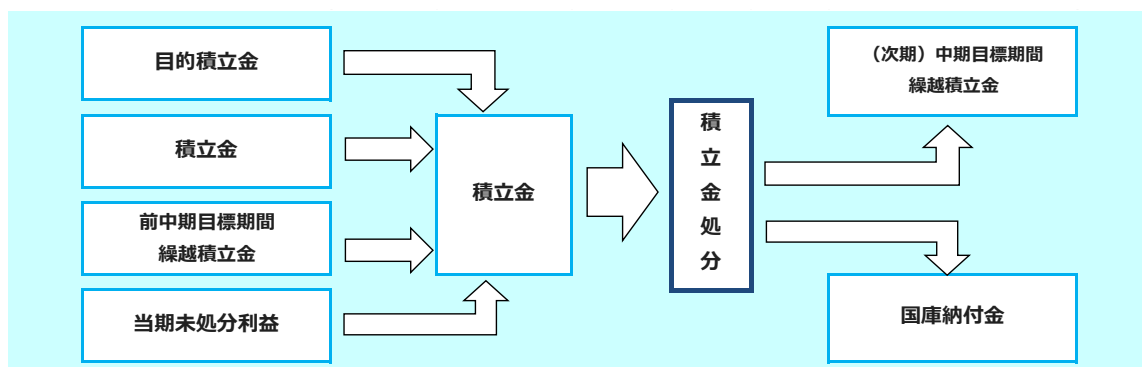 目的積立金
積立金
前中期目標期間
繰越積立金
当期未処分利益
積立金
積立金処分
（次期）中期目標期間
繰越積立金
国庫納付金